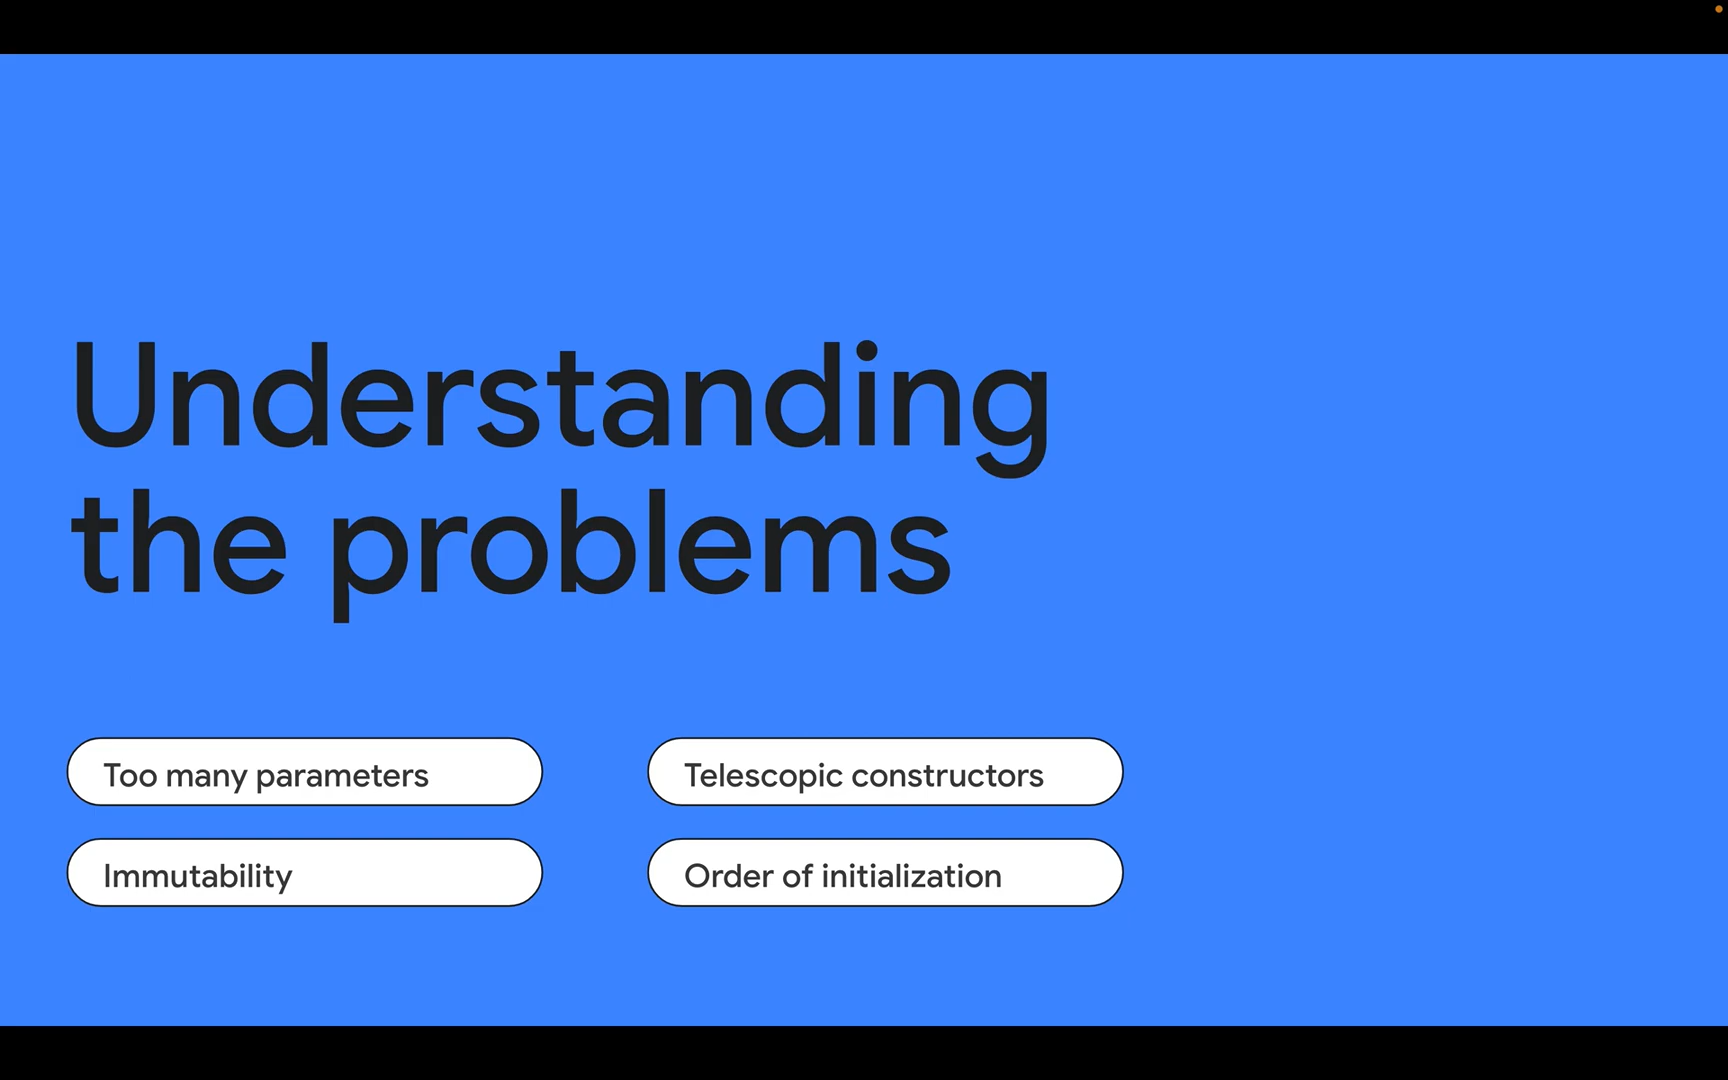 Understanding
the problems
Too many parameters
Telescopic constructors
Immutability
Order of initialization